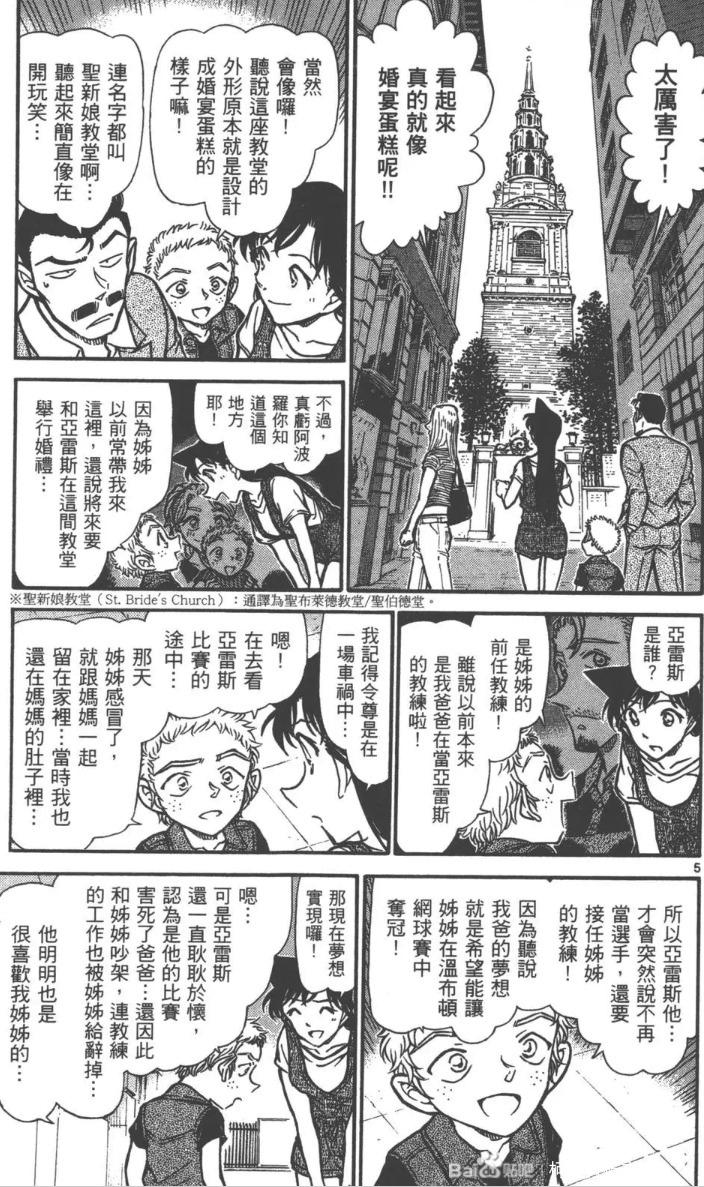 太厲害了！
看起來
真的就像
婚宴蛋糕呢!!
當然
會像囉！
聽說這座教堂的
外形原本就是設計
成婚宴蛋糕的
樣子嘛！
連名字都叫
聖新娘教堂啊…
聽起來簡直像在
開玩笑…
不過，
真虧阿波
羅你知
道這個
地方
耶！
因為姊姊
以前常帶我來
這裡，還說將來要
和亞雷斯在這間教堂
舉行婚禮…
※聖新娘教堂（St. Bride's Church）：通譯為聖布萊德教堂/聖伯德堂。
亞雷斯
是誰？
是姊姊的
前任教練！
雖說以前本來
是我爸爸在當亞雷斯
的教練啦！
我記得令尊是在
一場車禍中…
嗯！
在去看
亞雷斯
比賽的
途中…
那天
姊姊感冒了，
就跟媽媽一起
留在家裡…當時我也
還在媽媽的肚子裡…
5
所以亞雷斯他…
才會突然說不再
當選手，還要
接任姊姊
的教練！
因為聽說
我爸的夢想
就是希望能讓
姊姊在溫布頓
網球賽中
奪冠！
那現在夢想
實現囉！
嗯…
可是亞雷斯
還一直耿耿於懷，
認為是他的比賽
害死了爸爸…還因此
和姊姊吵架，連教練
的工作也被姊姊給辭掉…
他明明也是
很喜歡我姊姊的…
Bai 贴吧